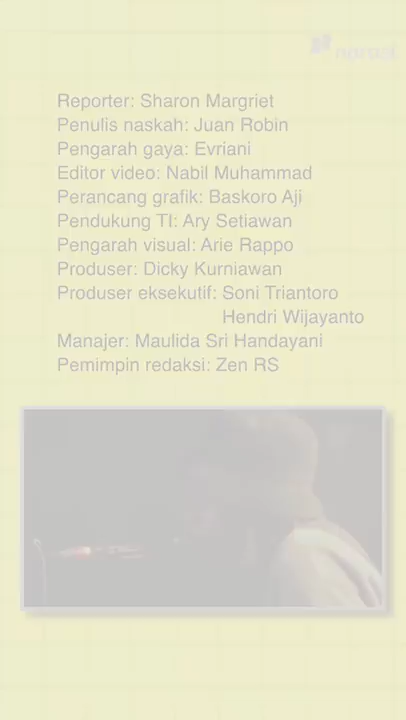 narasi
Reporter: Sharon Margriet
Penulis naskah: Juan Robin
Pengarah gaya: Evriani
Editor video: Nabil Muhammad
Perancang grafik: Baskoro Aji
Pendukung TI: Ary Setiawan
Pengarah visual: Arie Rappo
Produser: Dicky Kurniawan
Produser eksekutif: Soni Triantoro
Hendri Wijayanto
Manajer: Maulida Sri Handayani
Pemimpin redaksi: Zen RS